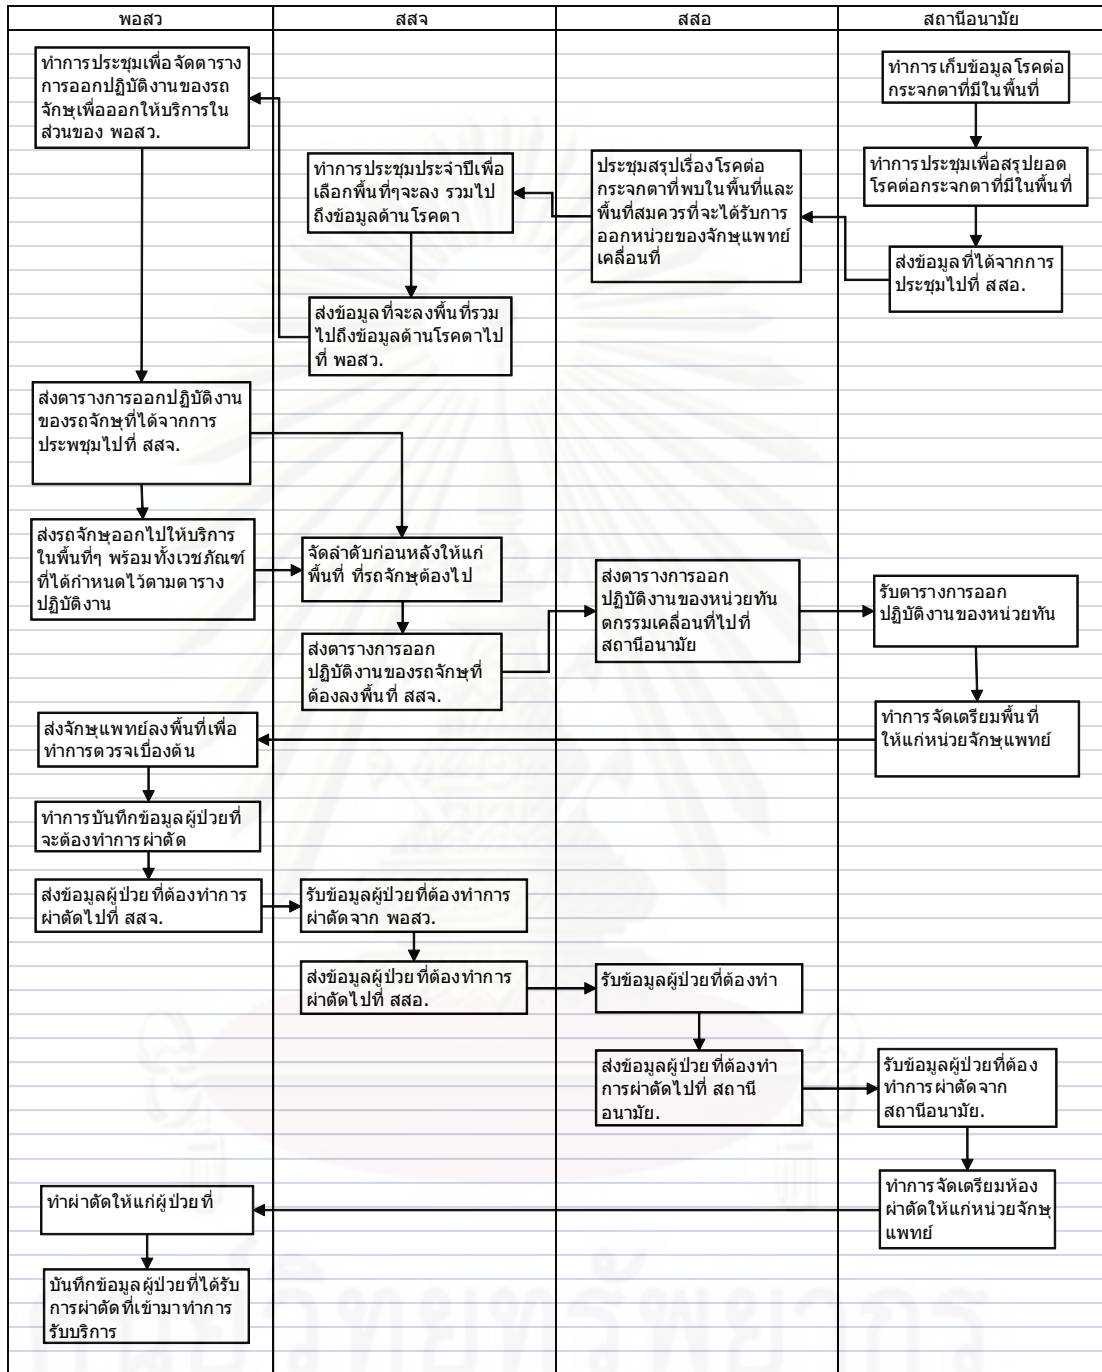 พอสว
สสจ
สสอ
สถานีอนามัย
ทำการประชุมเพื่อจัดตาราง
การออกปฏิบัติงานของรถ
จักษุเพื่อออกให้บริการใน
ส่วนของ พอสว.
ทำการเก็บข้อมูลโรคต่อ
กระจกตาที่มีในพื้นที่
ทำการประชุมเพื่อสรุปยอด
โรคต่อกระจกตาที่มีในพื้นที่
ส่งข้อมูลที่ได้จากการ
ประชุมไปที่ สสอ.
ประชุมสรุปเรื่องโรคต่อ
กระจกตาที่พบในพื้นที่และ
พื้นที่สมควรที่จะได้รับการ
ออกหน่วยของจักษุแพทย์
เคลื่อนที่
ทำการประชุมประจำปีเพื่อ
เลือกพื้นที่ๆจะลง รวมไป
ถึงข้อมูลด้านโรคตา
ส่งข้อมูลที่จะลงพื้นที่รวม
ไปถึงข้อมูลด้านโรคตาไป
ที่ พอสว.
ส่งตารางการออกปฏิบัติงาน
ของรถจักษุที่ได้จากการ
ประพชุมไปที่ สสจ.
ส่งรถจักษุออกไปให้บริการ
ในพื้นที่ๆ พร้อมทั้งเวชภัณฑ์
ที่ได้กำหนดไว้ตามตาราง
ปฏิบัติงาน
จัดลำดับก่อนหลังให้แก่
พื้นที่ ที่รถจักษุต้องไป
ส่งตารางการออก
ปฏิบัติงานของรถจักษุที่
ต้องลงพื้นที่ สสจ.
ส่งตารางการออก
ปฏิบัติงานของหน่วยทัน
ตกรรมเคลื่อนที่ไปที่
สถานีอนามัย
รับตารางการออก
ปฏิบัติงานของหน่วยทัน
ทำการจัดเตรียมพื้นที่
ให้แก่หน่วยจักษุแพทย์
ส่งจักษุแพทย์ลงพื้นที่เพื่อ
ทำการตวรจเบื่องต้น
ทำการบันทึกข้อมูลผู้ป่วยที่
จะต้องทำการผ่าตัด
ส่งข้อมูลผู้ป่วยที่ต้องทำการ
ผ่าตัดไปที่ สสจ.
รับข้อมูลผู้ป่วยที่ต้องทำการ
ผ่าตัดจาก พอสว.
ส่งข้อมูลผู้ป่วยที่ต้องทำการ
ผ่าตัดไปที่ สสอ.
รับข้อมูลผู้ป่วยที่ต้องทำ
ส่งข้อมูลผู้ป่วยที่ต้องทำ
การผ่าตัดไปที่ สถานี
อนามัย.
รับข้อมูลผู้ป่วยที่ต้อง
ทำการผ่าตัดจาก
สถานีอนามัย.
ทำการจัดเตรียมห้อง
ผ่าตัดให้แก่หน่วยจักษุ
แพทย์
ทำผ่าตัดให้แก่ผู้ป่วยที่
บันทึกข้อมูลผู้ป่วยที่ได้รับ
การผ่าตัดที่เข้ามาทำการ
รับบริการ
ศูนย์วิทยทรัพยากร